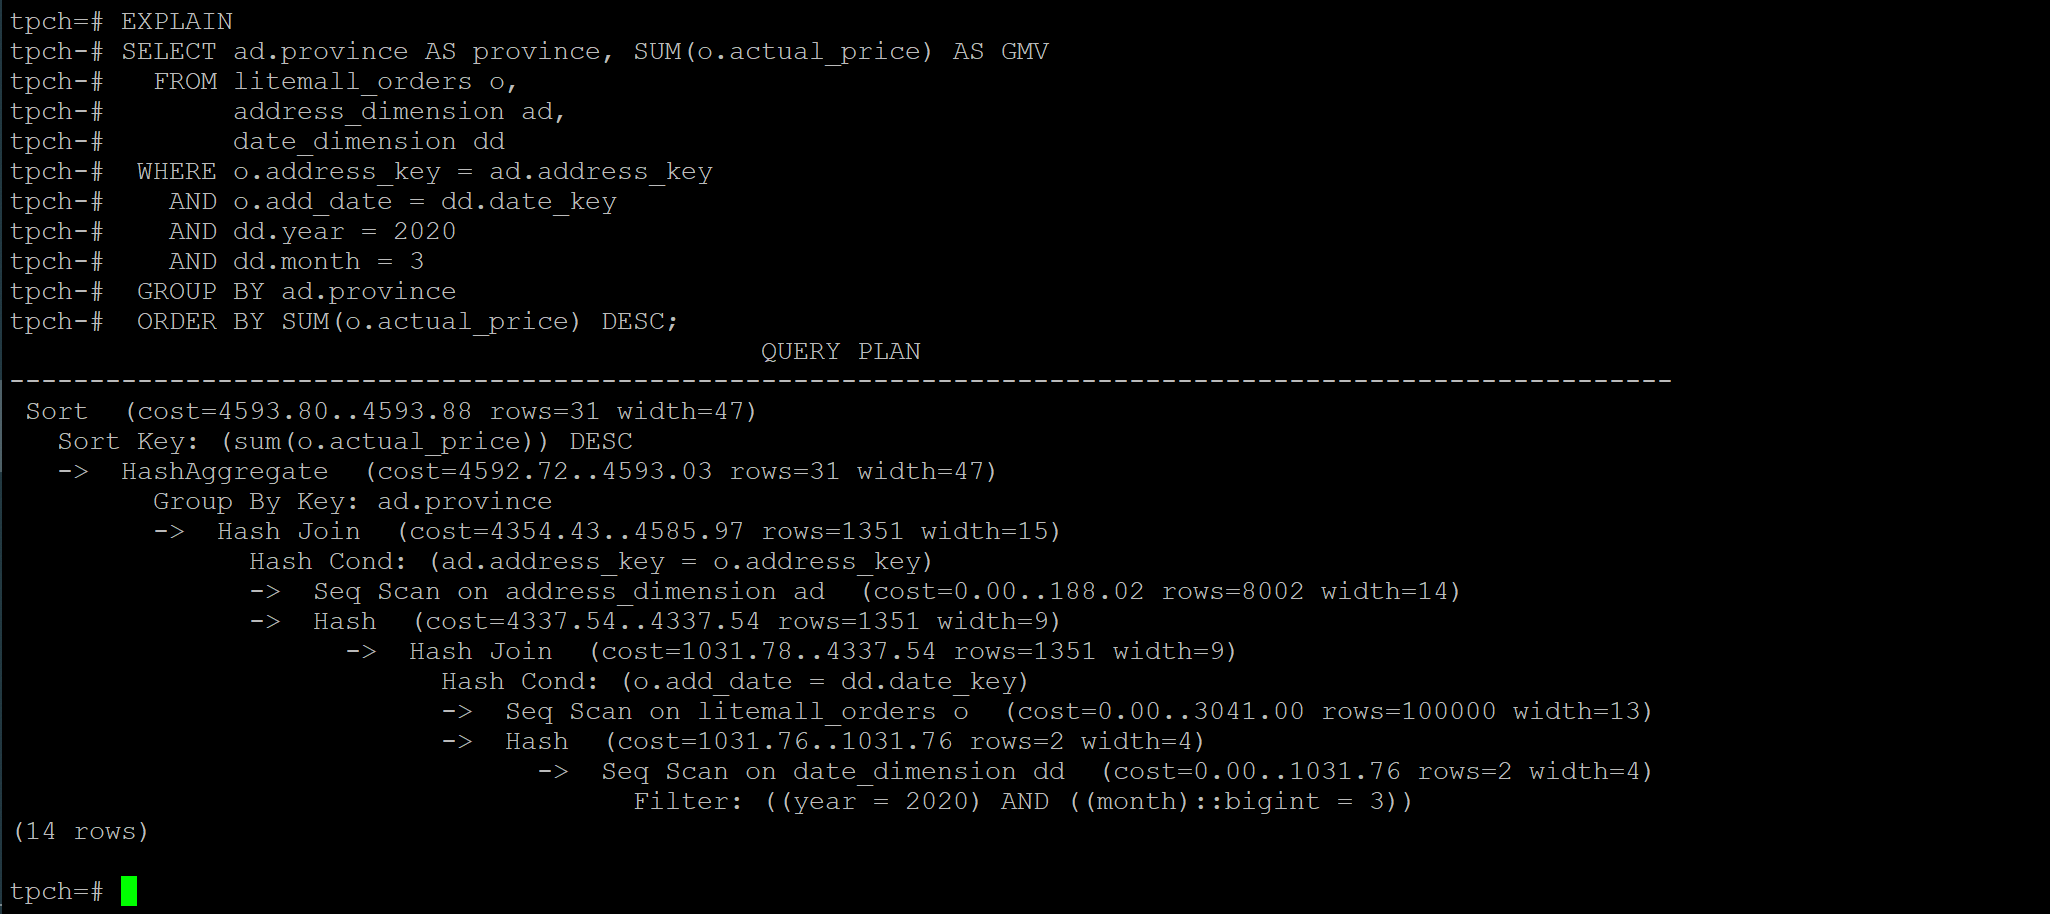 tpch=# EXPLAIN
tpch-# SELECT ad.province AS province, SUM(o.actual_price) AS GMV
tpch-#   FROM litemall_orders o,
tpch-#        address_dimension ad,
tpch-#        date_dimension dd
tpch-#  WHERE o.address_key = ad.address_key
tpch-#    AND o.add_date = dd.date_key
tpch-#    AND dd.year = 2020
tpch-#    AND dd.month = 3
tpch-#  GROUP BY ad.province
tpch-#  ORDER BY SUM(o.actual_price) DESC;
                                               QUERY PLAN
--------------------------------------------------------------------------------------------------------
 Sort  (cost=4593.80..4593.88 rows=31 width=47)
   Sort Key: (sum(o.actual_price)) DESC
   ->  HashAggregate  (cost=4592.72..4593.03 rows=31 width=47)
         Group By Key: ad.province
         ->  Hash Join  (cost=4354.43..4585.97 rows=1351 width=15)
               Hash Cond: (ad.address_key = o.address_key)
               ->  Seq Scan on address_dimension ad  (cost=0.00..188.02 rows=8002 width=14)
               ->  Hash  (cost=4337.54..4337.54 rows=1351 width=9)
                     ->  Hash Join  (cost=1031.78..4337.54 rows=1351 width=9)
                           Hash Cond: (o.add_date = dd.date_key)
                           ->  Seq Scan on litemall_orders o  (cost=0.00..3041.00 rows=100000 width=13)
                           ->  Hash  (cost=1031.76..1031.76 rows=2 width=4)
                                 ->  Seq Scan on date_dimension dd  (cost=0.00..1031.76 rows=2 width=4)
                                       Filter: ((year = 2020) AND ((month)::bigint = 3))
(14 rows)
tpch=#